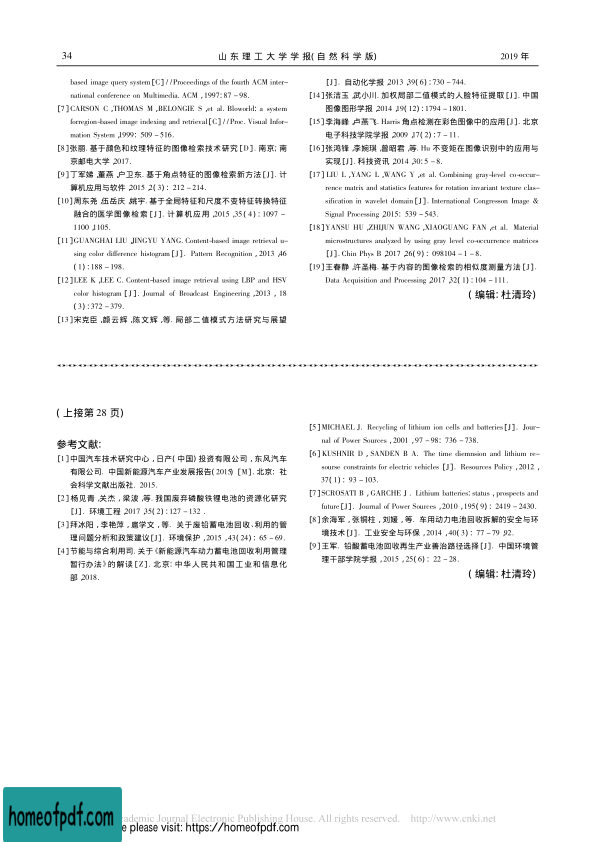 34
山东理工大学学报(自然科学版)
2019 年
based image query system[C]//Proceedings of the fourth ACM inter-
national conference on Multimedia. ACM ,1997: 87 - 98.
[7]CARSON C ,THOMAS M ,BELONGIE S ,et al. Bloworld: a system
forregion-based image indexing and retrieval[C]//Proc. Visual Infor-
mation System ,1999: 509 - 516.
[8]张丽. 基于颜色和纹理特征的图像检索技术研究[D]. 南京: 南
京邮电大学 ,2017.
[9]丁军娣 ,董燕 ,户卫东. 基于角点特征的图像检索新方法[J]. 计
算机应用与软件 ,2015 ,2(3): 212 - 214.
[10]周东尧 ,伍岳庆 ,姚宇. 基于全局特征和尺度不变特征转换特征
融合的医学图像检索[J]. 计算机应用 ,2015 ,35(4): 1097 -
1100 ,1105.
[11]GUANGHAI LIU ,JINGYU YANG. Content-based image retrieval u-
sing color difference histogram[J]. Pattern Recognition ,2013 ,46
(1): 188 - 198.
[12]LEE K ,LEE C. Content-based image retrieval using LBP and HSV
color histogram [J]. Journal of Broadcast Engineering ,2013 , 18
(3): 372 - 379.
[13]宋克臣 ,颜云辉 ,陈文辉 ,等. 局部二值模式方法研究与展望
[J]. 自动化学报 ,2013 ,39(6): 730 - 744.
[14]张洁玉 ,武小川. 加权局部二值模式的人脸特征提取[J]. 中国
图像图形学报 ,2014 ,19(12): 1794 - 1801.
[15]李海峰 ,卢燕飞. Harris 角点检测在彩色图像中的应用[J]. 北京
电子科技学院学报 ,2009 ,17(2): 7 - 11.
[16]张鸿锋 ,李婉琪 ,曾昭君 ,等. Hu 不变矩在图像识别中的应用与
实现[J]. 科技资讯 ,2014 ,30: 5 - 8.
[17]LIU L ,YANG L ,WANG Y ,et al. Combining gray-level co-occur-
rence matrix and statistics features for rotation invariant texture clas-
sification in wavelet domain[J]. International Congresson Image &
Signal Processing ,2015: 539 - 543.
[18]YANSU HU ,ZHIJUN WANG ,XIAOGUANG FAN ,et al. Material
microstructures analyzed by using gray level co-occurrence matrices
[J]. Chin Phys B ,2017 ,26(9): 098104 - 1 - 8.
[19]王春静 ,许圣梅. 基于内容的图像检索的相似度测量方法[J].
Data Acquisition and Processing ,2017 ,32(1): 104 - 111.
(编辑: 杜清玲)
(上接第 28 页)
参考文献:
[1]中国汽车技术研究中心 ,日产(中国)投资有限公司 ,东风汽车
有限公司. 中国新能源汽车产业发展报告(2015) [M]. 北京: 社
会科学文献出版社. 2015.
[2]杨见青 ,关杰 ,梁波 ,等. 我国废弃磷酸铁锂电池的资源化研究
[J]. 环境工程 ,2017 ,35(2): 127 - 132 .
[3]拜冰阳 ,李艳萍 ,扈学文 ,等. 关于废铅蓄电池回收、利用的管
理问题分析和政策建议[J]. 环境保护 ,2015 ,43(24): 65 - 69.
[4]节能与综合利用司. 关于《新能源汽车动力蓄电池回收利用管理
暂行办法》的解读[Z]. 北京: 中华人民共和国工业和信息化
部 ,2018.
[5]MICHAEL J. Recycling of lithium ion cells and batteries[J]. Jour-
nal of Power Sources ,2001 ,97 - 98: 736 - 738.
[6]KUSHNIR D , SANDEN B A. The time diemnsion and lithium re-
sourse constraints for electric vehicles [J]. Resources Policy ,2012 ,
37(1): 93 - 103.
[7]SCROSATI B , GARCHE J . Lithium batteries: status , prospects and
future[J]. Journal of Power Sources ,2010 ,195(9): 2419 - 2430.
[8]余海军 ,张铜柱 ,刘媛 ,等. 车用动力电池回收拆解的安全与环
境技术[J]. 工业安全与环保 ,2014 ,40(3): 77 - 79 ,92.
[9]王军. 铅酸蓄电池回收再生产业善治路径选择[J]. 中国环境管
理干部学院学报 ,2015 ,25(6): 22 - 28.
(编辑: 杜清玲)
homeofpdf.com
cademic Journal Electronic Publishing House. All rights reserved. http://www.cnki.net
e please visit: https://homeofpdf.com